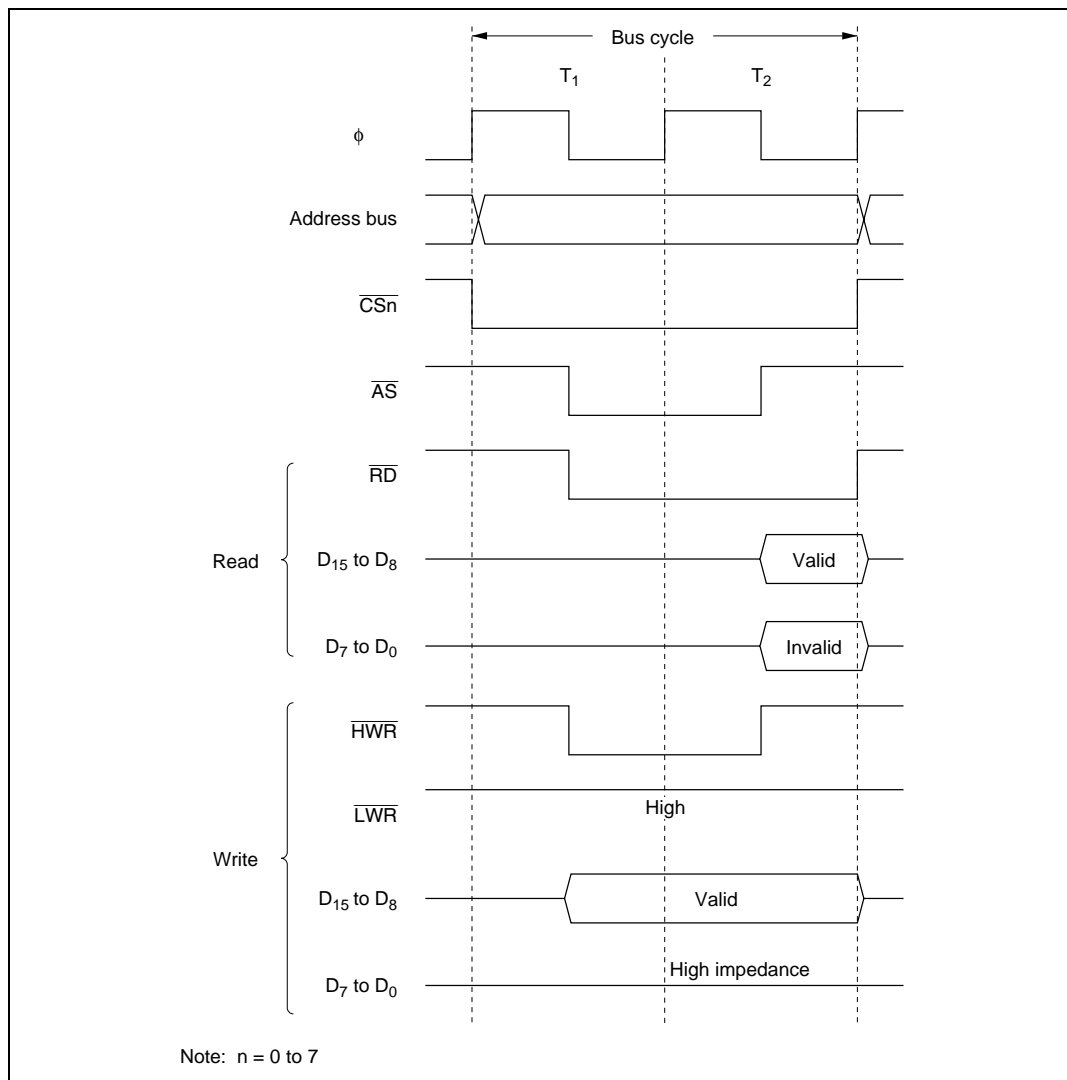 Bus cycle
T1 T2
ϕ
Address bus
CSn
AS
RD
Read
D15 to D8 Valid
D7 to D0 Invalid
HWR
LWR High
Write
D15 to D8 Valid
D7 to D0 High impedance
Note: n = 0 to 7